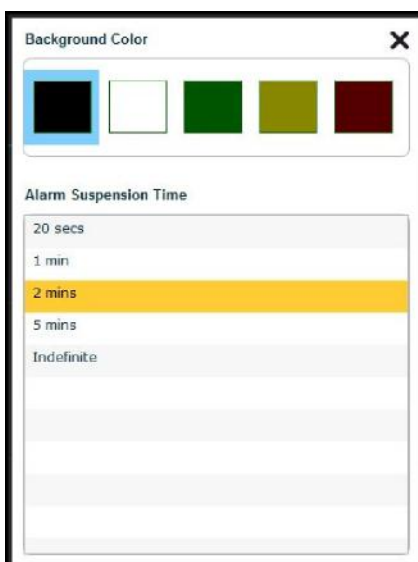 Background Color
Alarm Suspension Time
20 secs
1 min
2 mins
5 mins
Indefinite